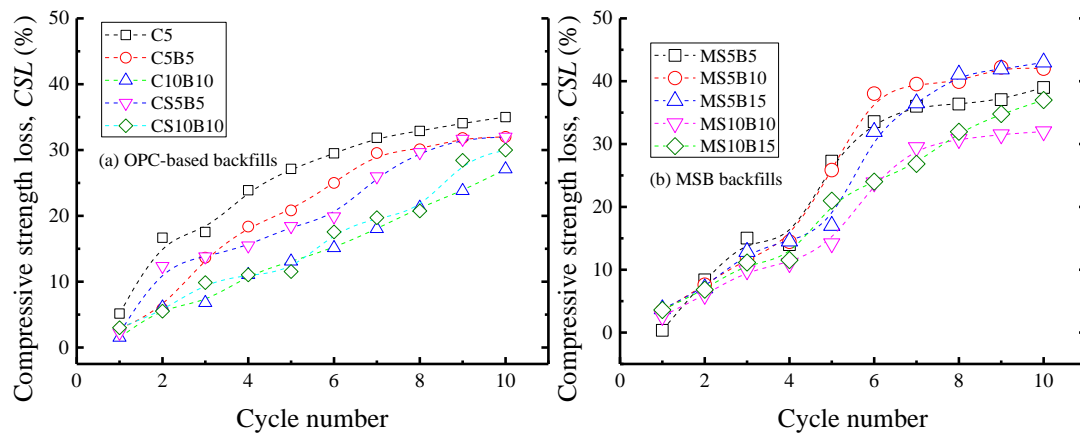 Compressive strength loss, CSL (%)
50
40
30
20
10
0
C5
C5B5
C10B10
CS5B5
CS10B10
(a) OPC-based backfills
0 2 4 6 8 10
Cycle number
Compressive strength loss, CSL (%)
50
40
30
20
10
0
MS5B5
MS5B10
MS5B15
MS10B10
MS10B15
(b) MSB backfills
0 2 4 6 8 10
Cycle number